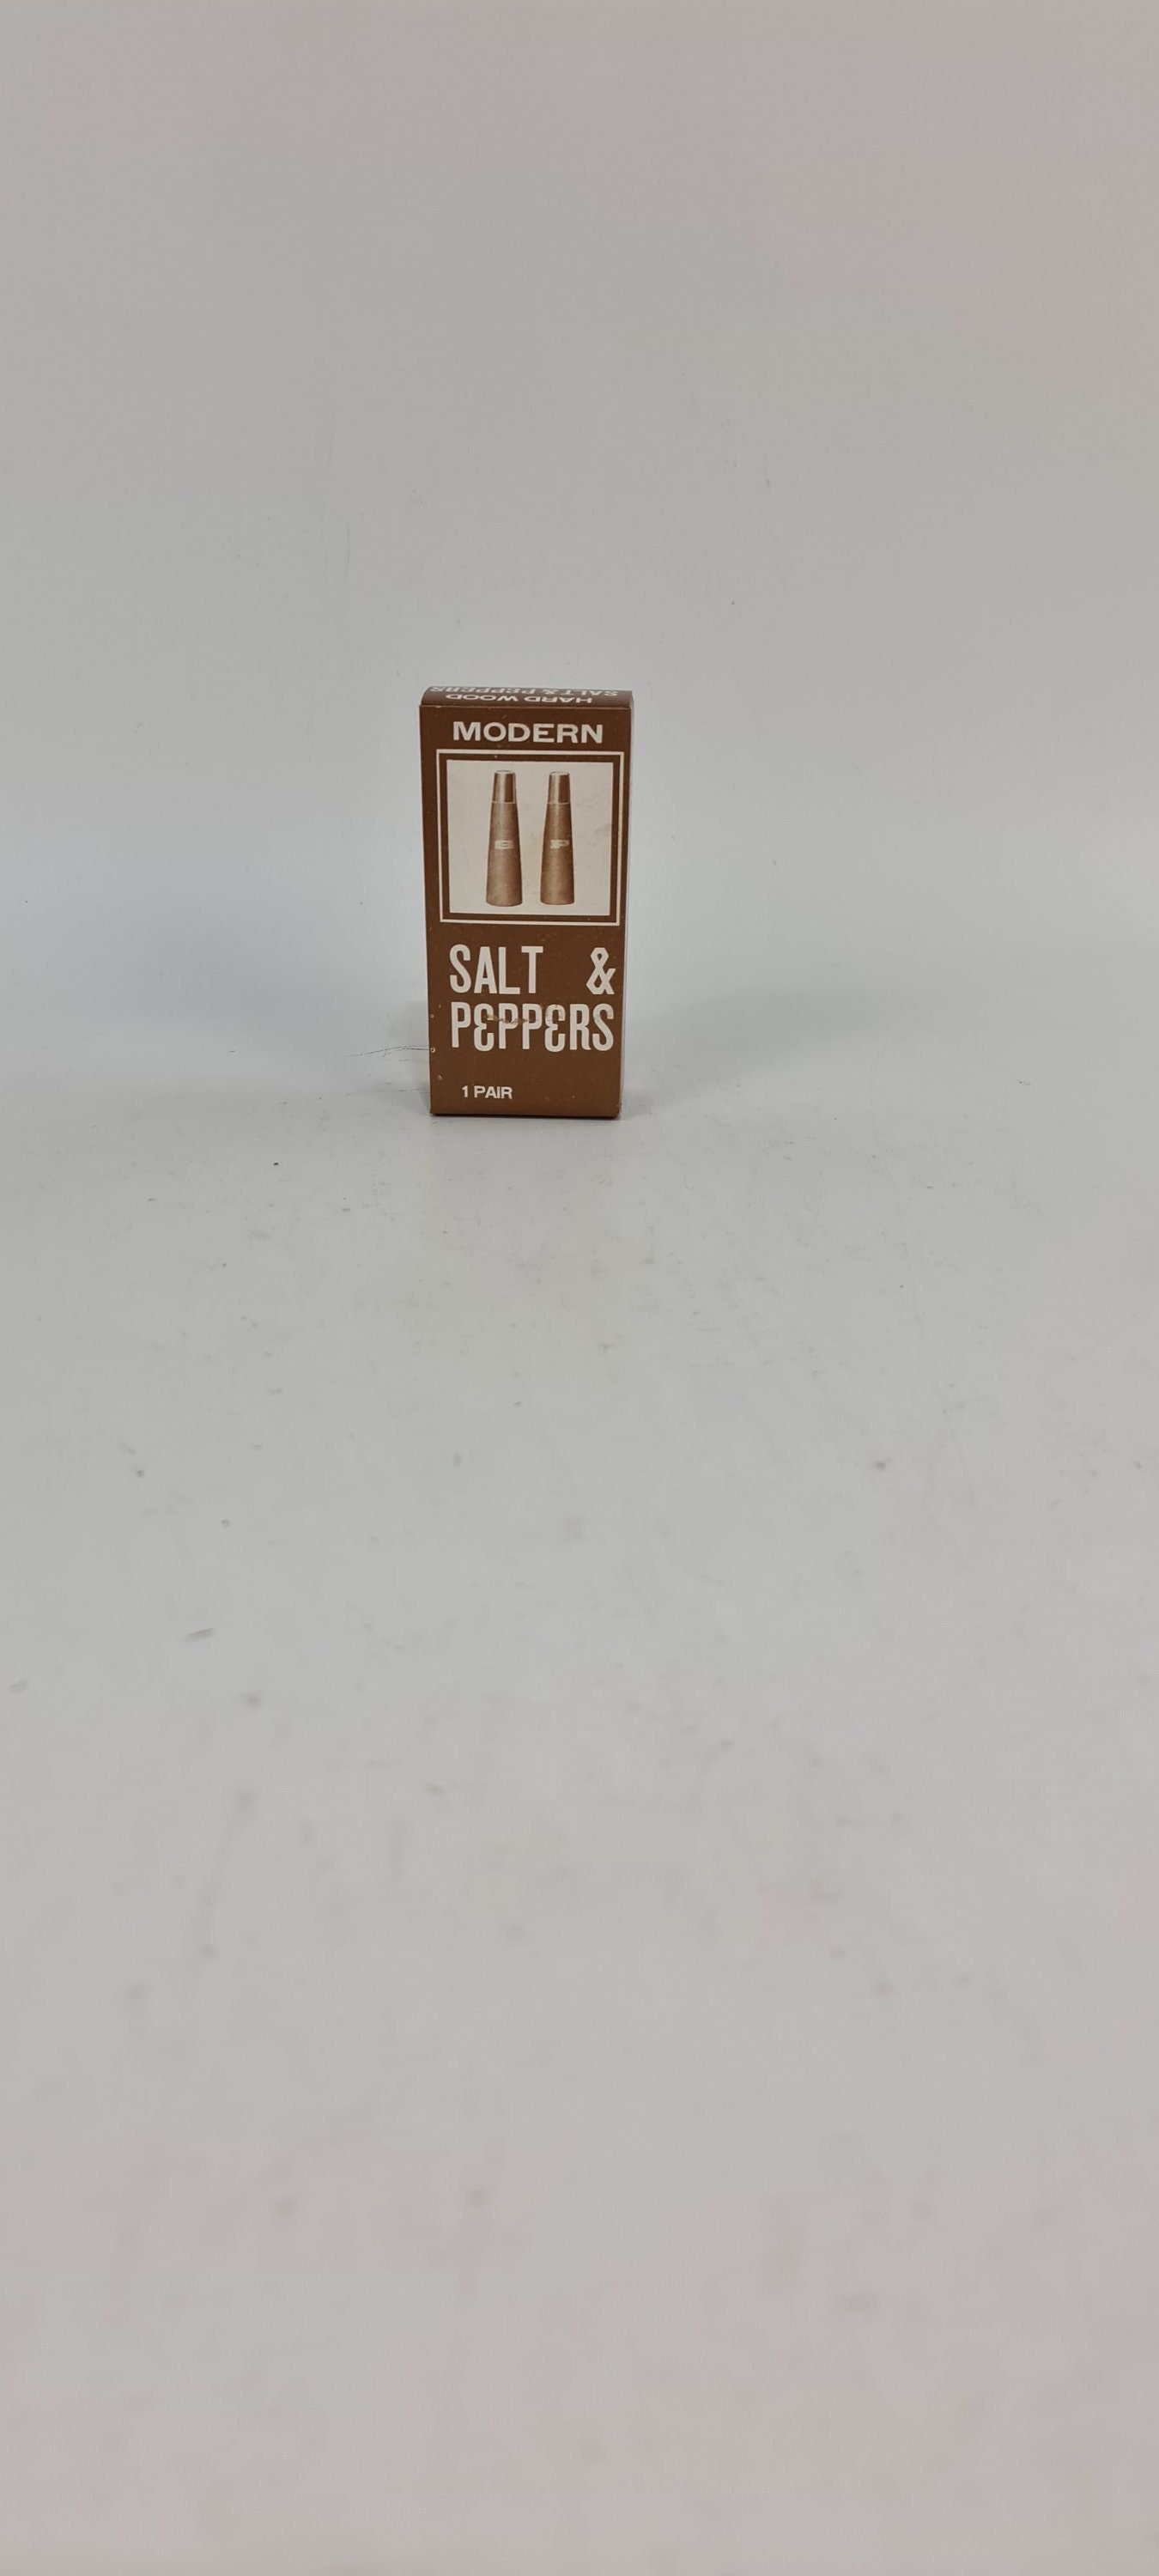 SALT & PEPPERS
HARD WOOD
MODERN
S P
SALT &
PEPPERS
1 PAIR